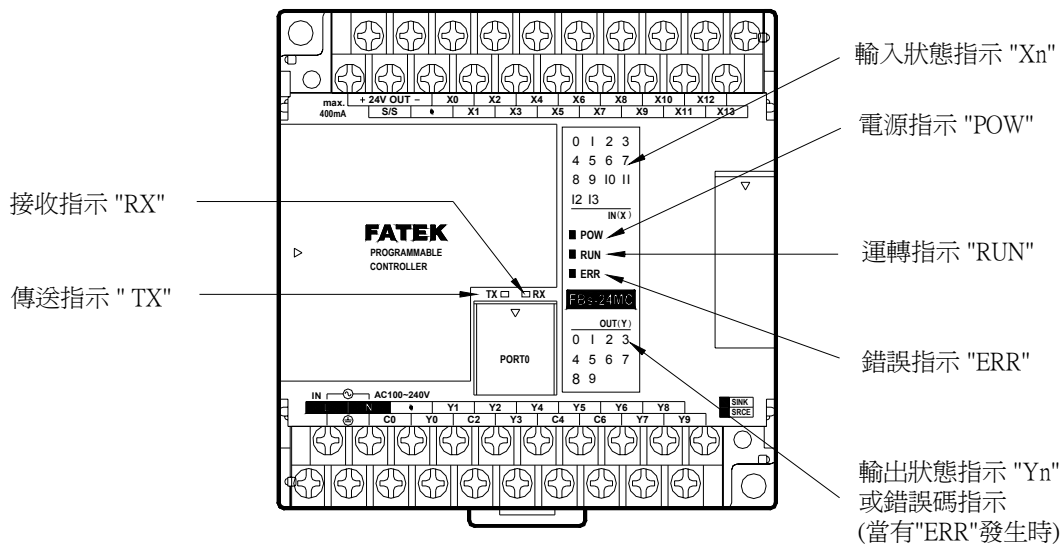 輸入狀態指示 "Xn"
電源指示 "POW"
運轉指示 "RUN"
錯誤指示 "ERR"
輸出狀態指示 "Yn"
或錯誤碼指示
(當有"ERR"發生時)
接收指示 "RX"
傳送指示 " TX"
max.
400mA
+ 24V OUT − X0 X2 X4 X6 X8 X10 X12
S/S X1 X3 X5 X7 X9 X11 X13
0 1 2 3
4 5 6 7
8 9 10 11
12 13
IN(X)
POW
RUN
ERR
FBs-24MC
OUT(Y)
0 1 2 3
4 5 6 7
8 9
FATEK
PROGRAMMABLE
CONTROLLER
TX RX
PORT0
IN AC100~240V
N Y1 Y2 Y4 Y5 Y6 Y8
C0 Y0 C2 Y3 C4 C6 Y7 Y9
SINK
SRCE